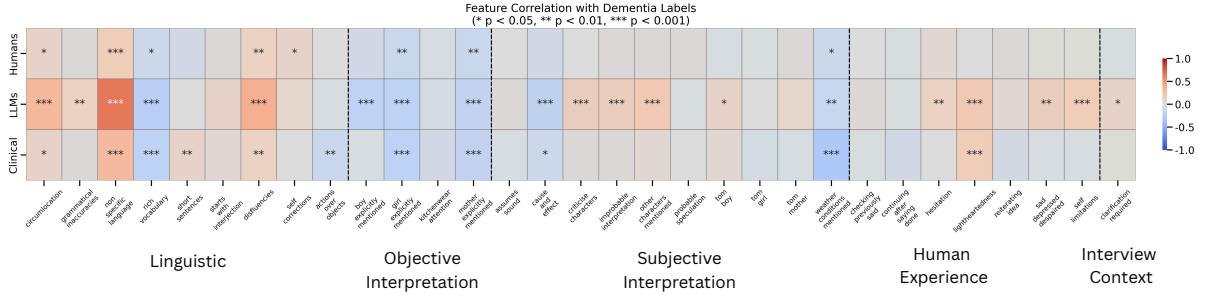 Feature Correlation with Dementia Labels
(* p < 0.05, ** p < 0.01, *** p < 0.001)
Humans
* *** * ** * ** ** *
LLMs
*** ** *** *** *** *** *** *** *** *** *** *** * ** ** *** ** *** *
Clinical
* *** *** ** ** ** *** *** * *** ***
1.0
0.5
0.0
-0.5
-1.0
circumlocution
grammatical
inaccuracies
non
specific
language
rich
vocabulary
short
sentences
starts
with
interjection
disfluencies
self
corrections
actions
over
objects
boy
explicitly
mentioned
girl
explicitly
mentioned
kitchenwear
attention
mother
explicitly
mentioned
assumes
sound
cause
and
effect
criticise
characters
improbable
interpretation
other
characters
mentioned
probable
speculation
tom
boy
tom
girl
tom
mother
weather
conditions
mentioned
checking
previously
said
continuing
after
saying
done
hesitation
lightheartedness
reiterating
idea
sad
depressed
despaired
self
limitations
clarification
required
Linguistic
Objective
Interpretation
Subjective
Interpretation
Human
Experience
Interview
Context